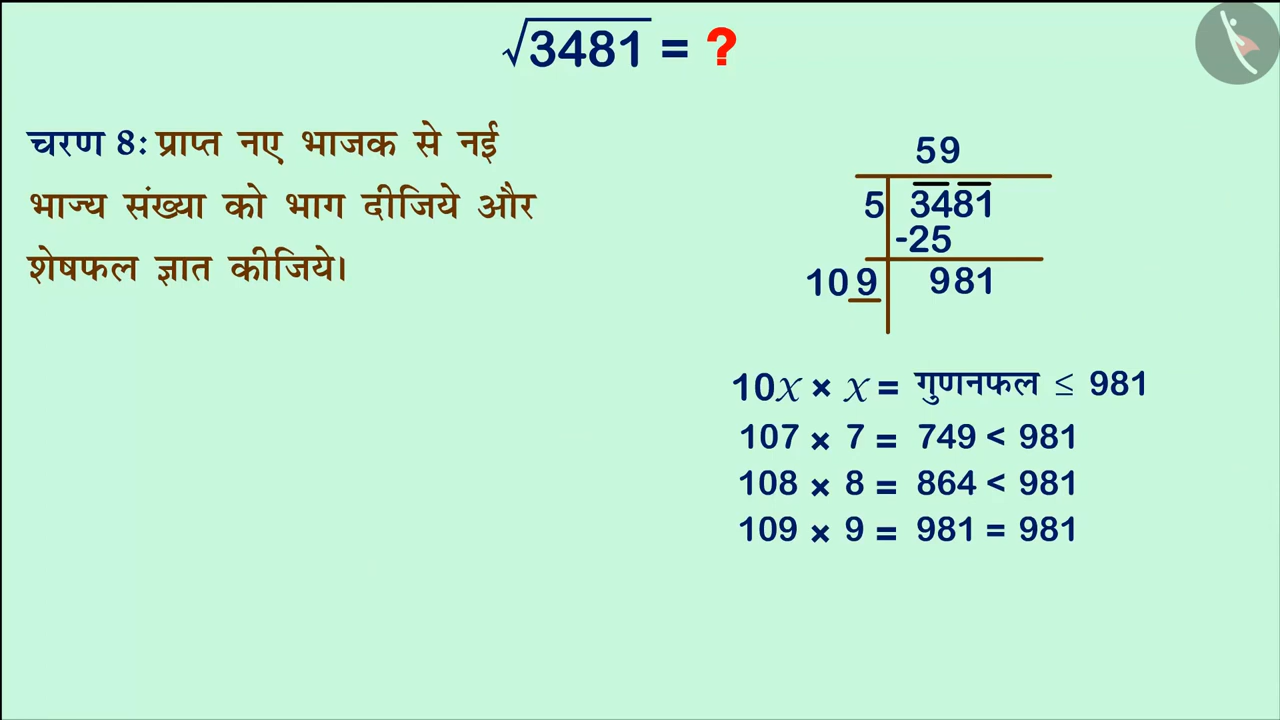 √3481 = ?
चरण 8: प्राप्त नए भाजक से नई
भाज्य संख्या को भाग दीजिये और
शेषफल ज्ञात कीजिये।
59
5 3481
-25
109 981
10x × x = गुणनफल ≤ 981
107 × 7 = 749 < 981
108 × 8 = 864 < 981
109 × 9 = 981 = 981